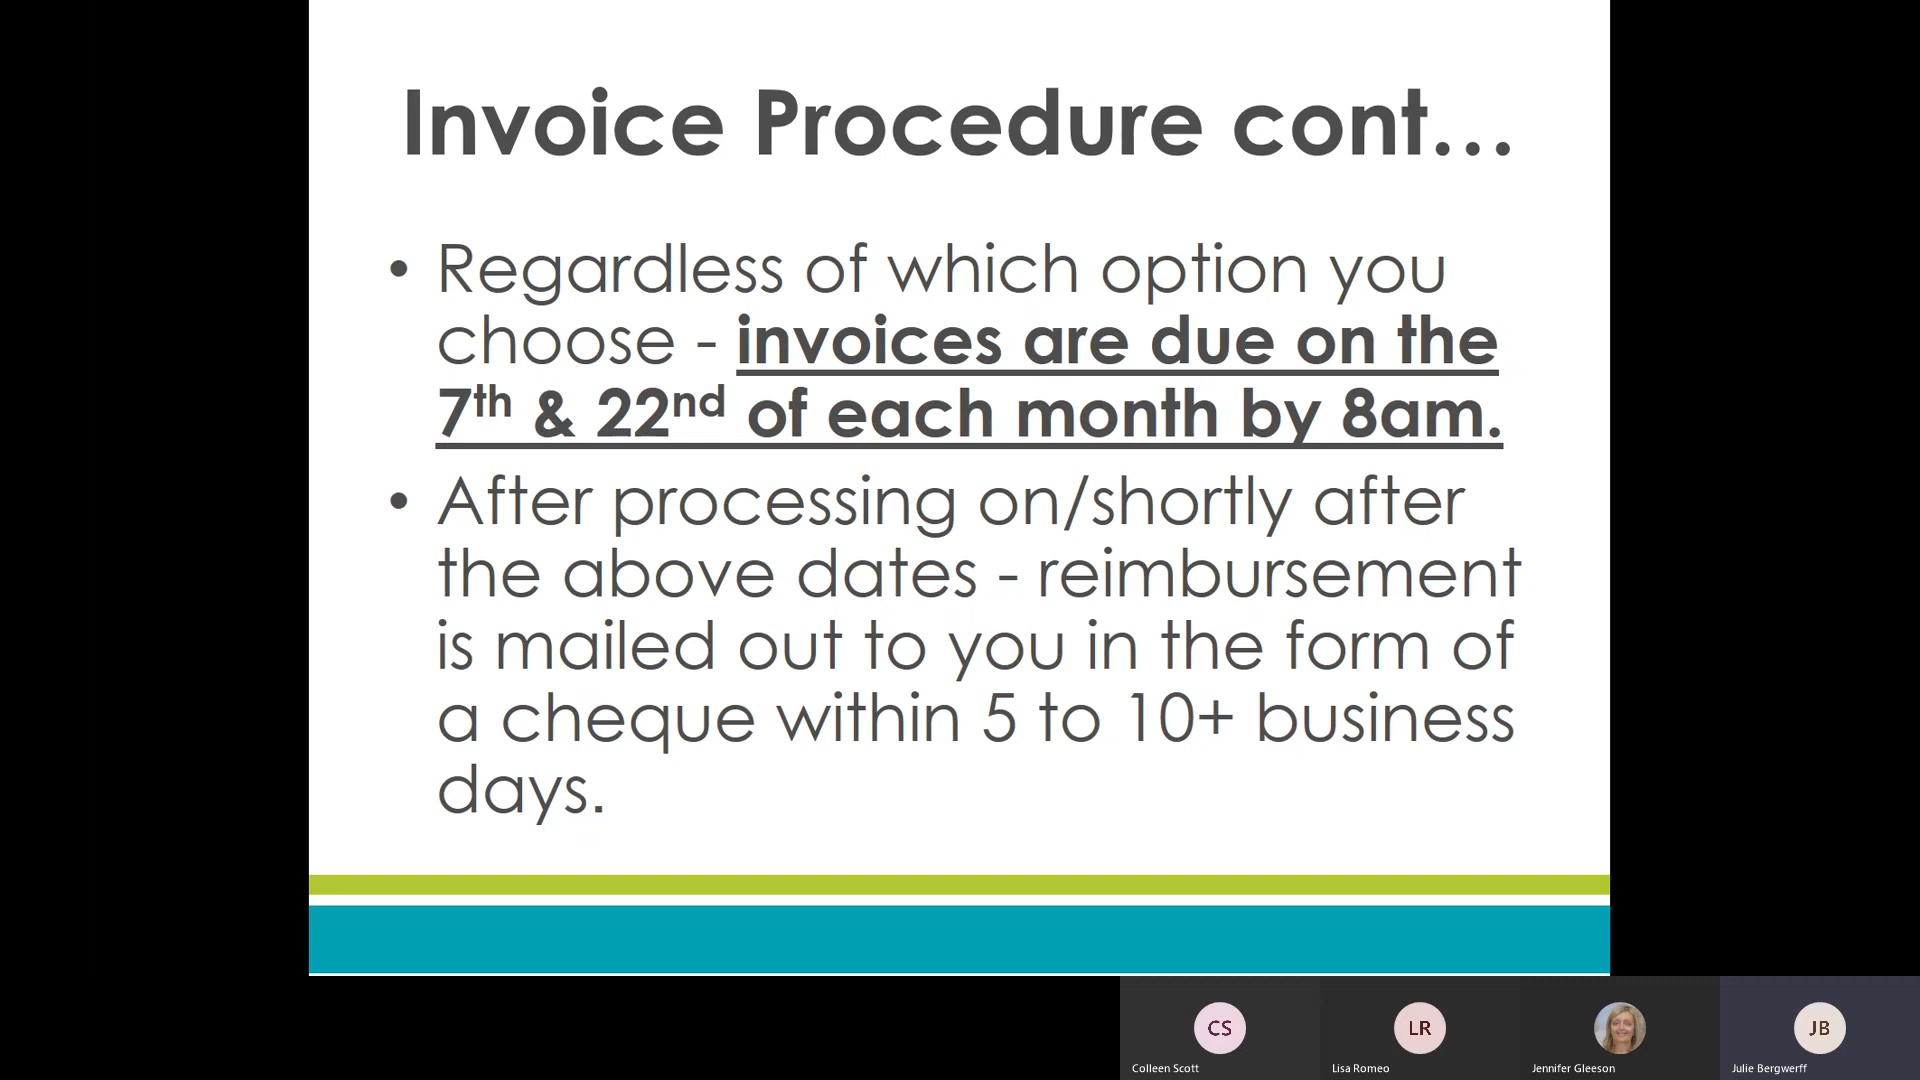 Invoice Procedure cont…
• Regardless of which option you
choose - invoices are due on the
7th & 22nd of each month by 8am.
• After processing on/shortly after
the above dates - reimbursement
is mailed out to you in the form of
a cheque within 5 to 10+ business
days.
CS
LR
JB
Colleen Scott
Lisa Romeo
Jennifer Gleeson
Julie Bergwerff